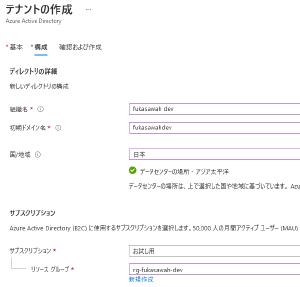 テナントの作成 …
Azure Active Directory
* 基本 * 構成 確認および作成
ディレクトリの詳細
新しいディレクトリの構成
組織名 * fukasawah dev
初期ドメイン名 * fukasawahdev
国/地域 日本
データセンターの場所 - アジア太平洋
データセンターの場所は、上で選択した国や地域に基づいています。 Azu
サブスクリプション
Azure Active Directory (B2C) に使用するサブスクリプションを選択します。50,000 人の月間アクティブ ユーザー (MAU)
サブスクリプション * お試し用
リソース グループ * rg-fukasawah-dev
新規作成